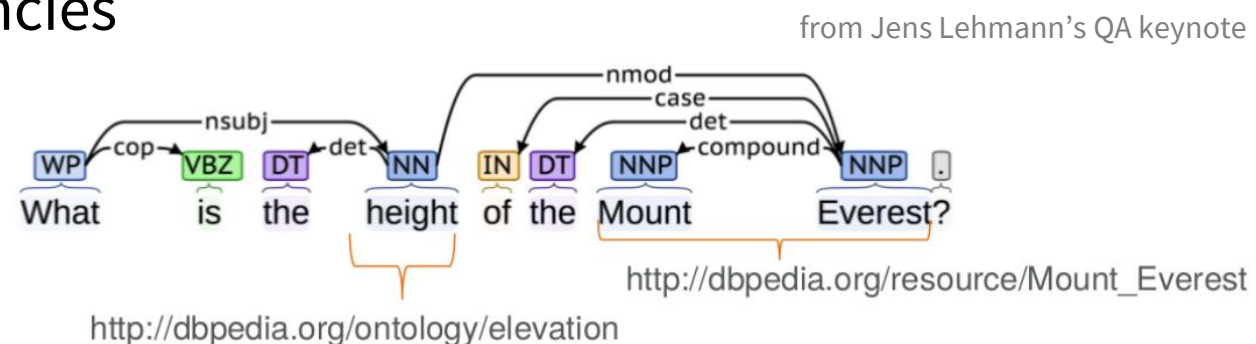 ncies
from Jens Lehmann’s QA keynote
nmod
case
nsubj det
cop det compound
WP VBZ DT NN IN DT NNP NNP .
What is the height of the Mount Everest?
http://dbpedia.org/resource/Mount_Everest
http://dbpedia.org/ontology/elevation